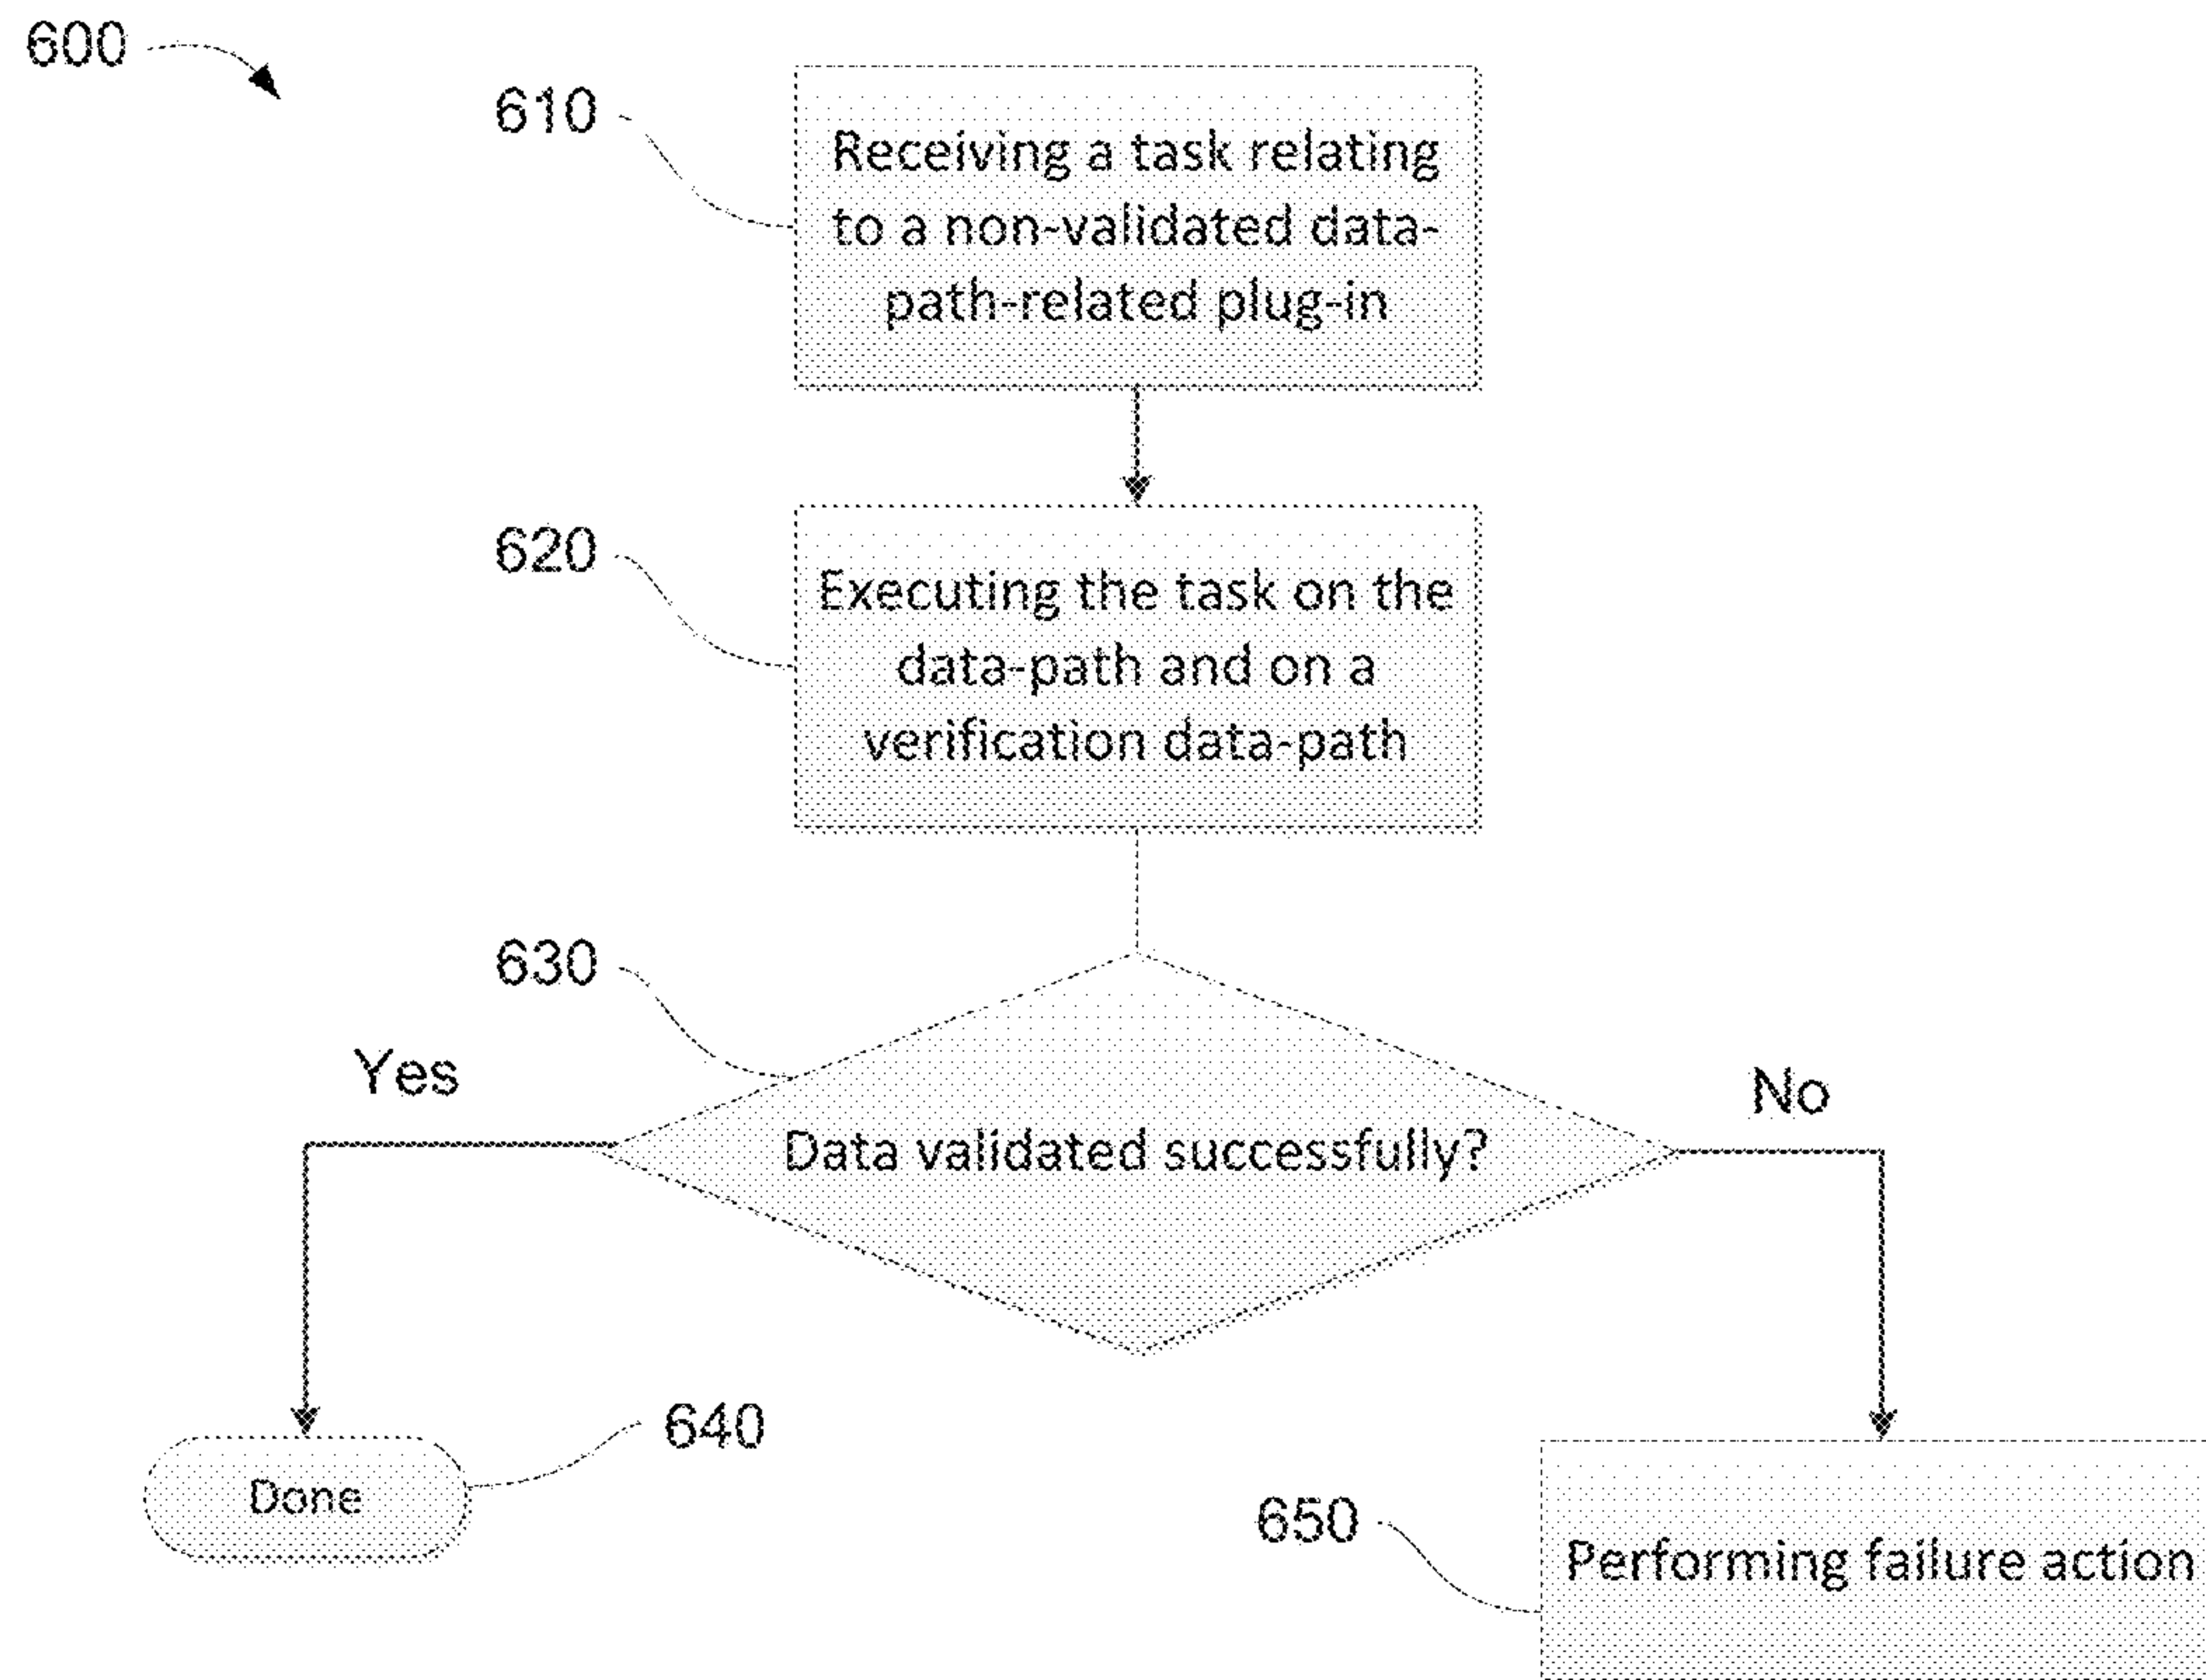 600
610
Receiving a task relating
to a non-validated data-
path-related plug-in
620
Executing the task on the
data-path and on a
verification data-path
630
Yes
No
Data validated successfully?
640
Done
650
Performing failure action